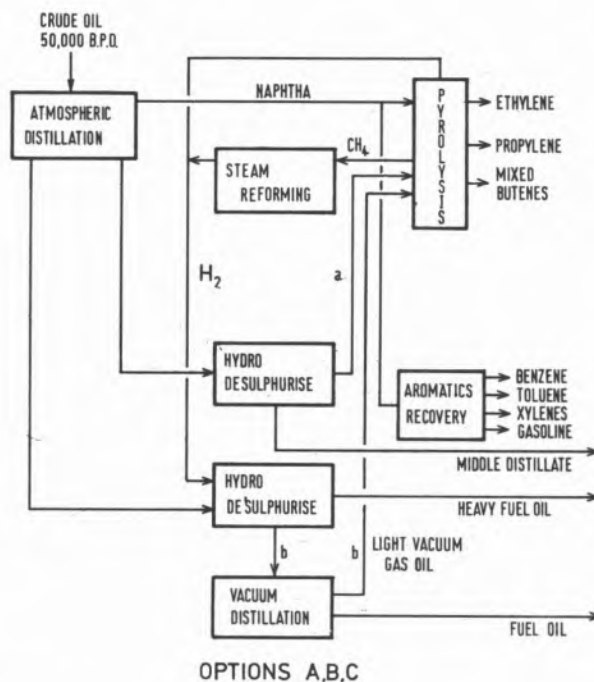 CRUDE OIL
50,000 B.P.D.
ATMOSPHERIC
DISTILLATION
NAPHTHA
PYROLYSIS
ETHYLENE
PROPYLENE
MIXED
BUTENES
CH4
STEAM
REFORMING
H2
a
HYDRO
DESULPHURISE
AROMATICS
RECOVERY
BENZENE
TOLUENE
XYLENES
GASOLINE
MIDDLE DISTILLATE
HYDRO
DESULPHURISE
HEAVY FUEL OIL
b
b
LIGHT VACUUM
GAS OIL
VACUUM
DISTILLATION
FUEL OIL
OPTIONS A,B,C